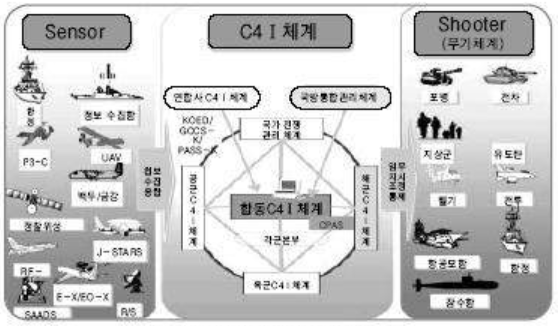 Sensor
C4 I 체계
Shooter
(무기체계)
함정
정보 수집함
P3-C
UAV
백두/금강
정찰위성
J-STARS
RF-
E-X/EO-X
SAADS
R/S
정보
수집
융합
연합사 C4 I 체계
국방통합관리체계
KOED/
GCCS-
K/
PASS-K
국가 전쟁
관리 체계
공군C4 I 체계
해군C4 I 체계
합동C4 I 체계
CPAS
각군본부
육군C4 I 체계
임무
지시
조정
통제
포병
전차
지상군
유도탄
헬기
전투
항공모함
함정
잠수함